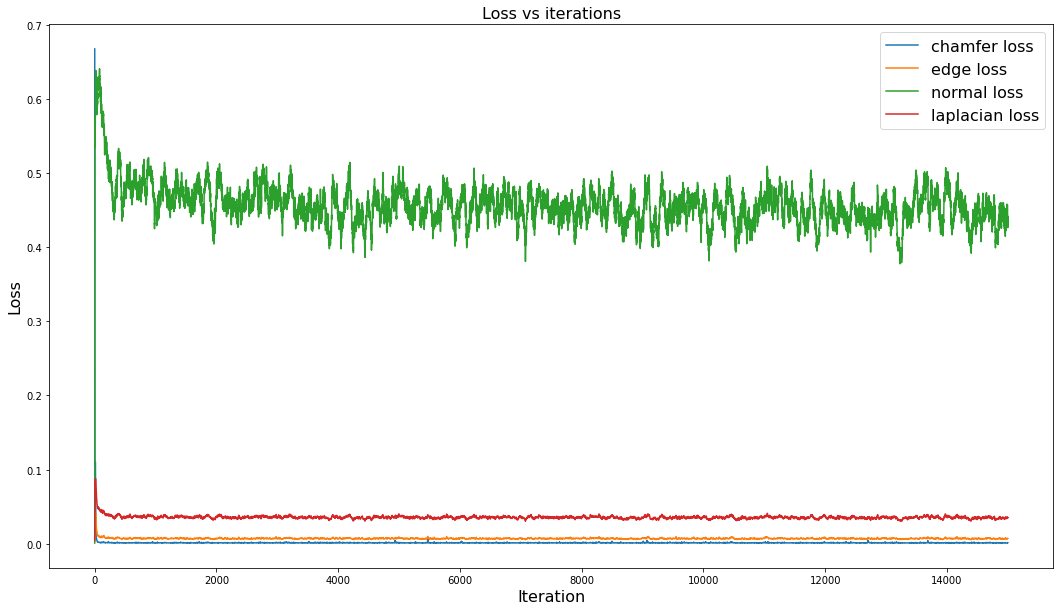 Loss vs iterations
0.7
0.6
0.5
0.4
0.3
0.2
0.1
0.0
Loss
chamfer loss
edge loss
normal loss
laplacian loss
0 2000 4000 6000 8000 10000 12000 14000
Iteration